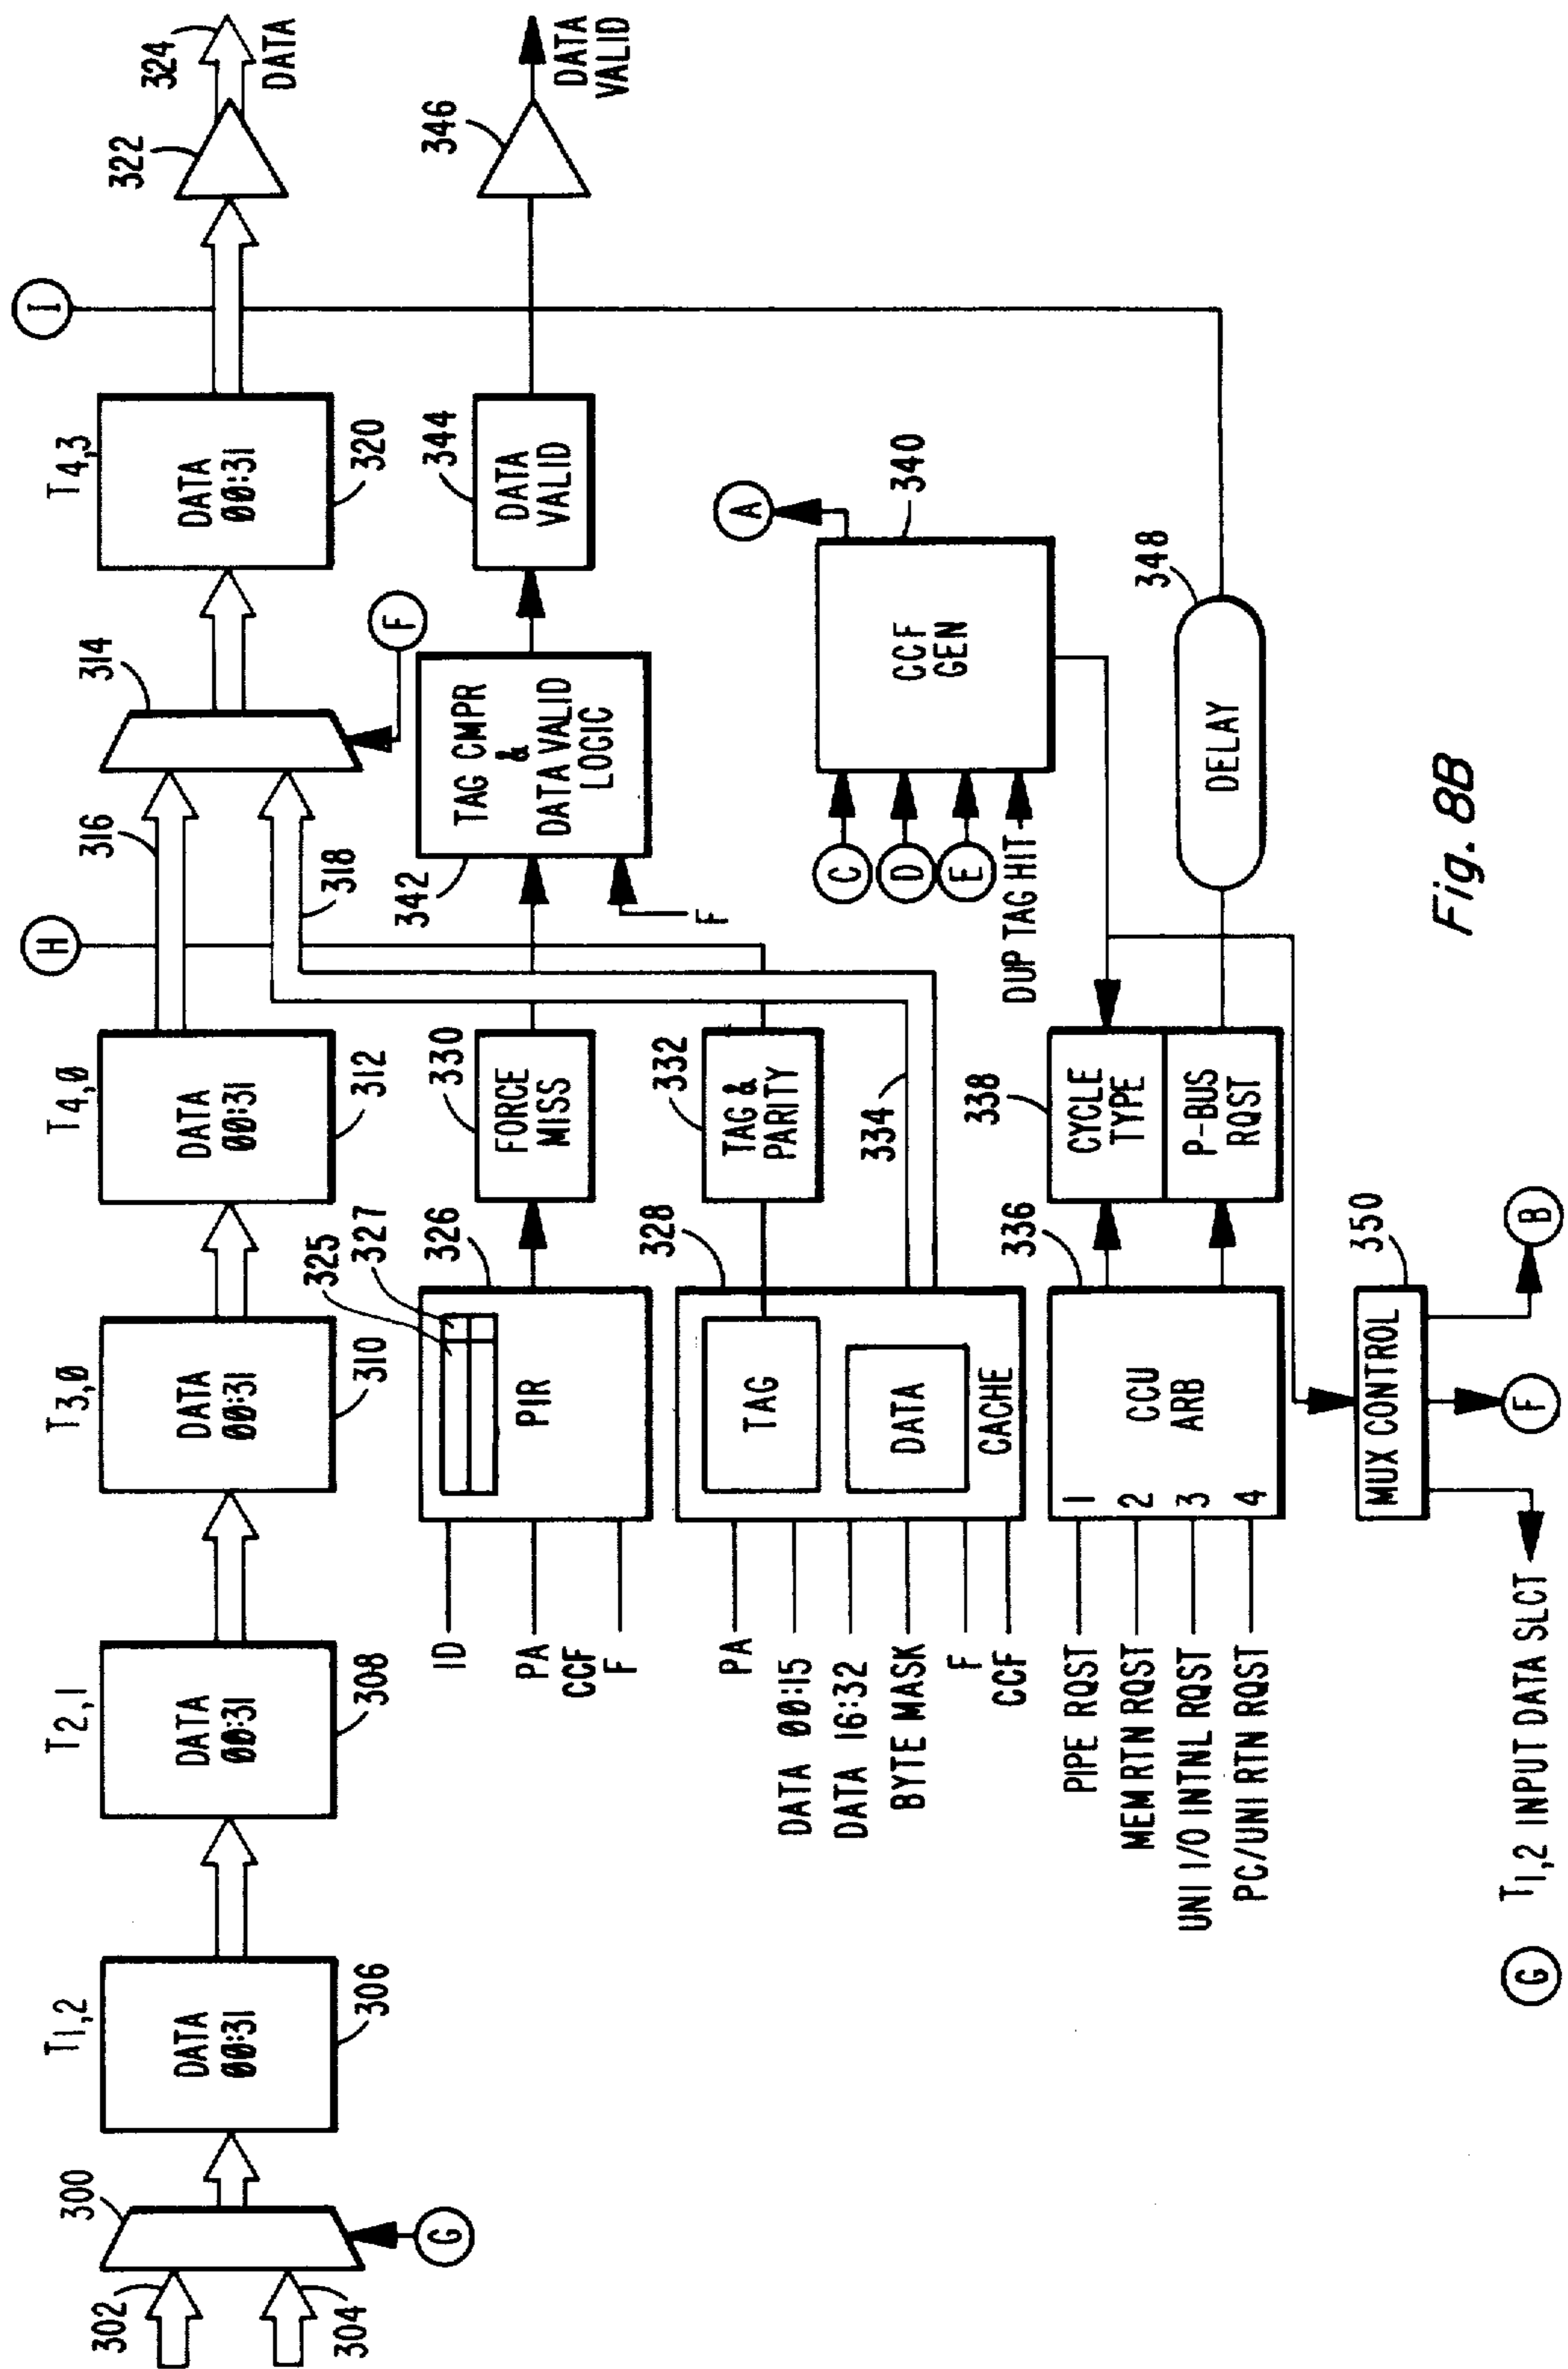 302
304
300
G
T1,2
DATA
00:31
306
T2,1
DATA
00:31
308
T3,0
DATA
00:31
310
T4,0
DATA
00:31
312
H
316
318
314
F
T4,3
DATA
00:31
320
I
322
324
DATA
ID
PA
CCF
F
325
327
326
PIR
FORCE
MISS
330
342
TAG CMPR
&
DATA VALID
LOGIC
F
344
DATA
VALID
346
DATA
VALID
PA
DATA 00:15
DATA 16:32
BYTE MASK
F
CCF
TAG
DATA
CACHE
328
TAG &
PARITY
332
334
C
D
E
DUP TAG HIT
CCF
GEN
A
340
PIPE RQST
MEM RTN RQST
UNI I/O INTNL RQST
PC/UNI RTN RQST
1
2
3
4
CCU
ARB
336
338
CYCLE
TYPE
P-BUS
RQST
DELAY
348
MUX CONTROL
350
G
T1,2 INPUT DATA SLCT
F
B
Fig. 8B